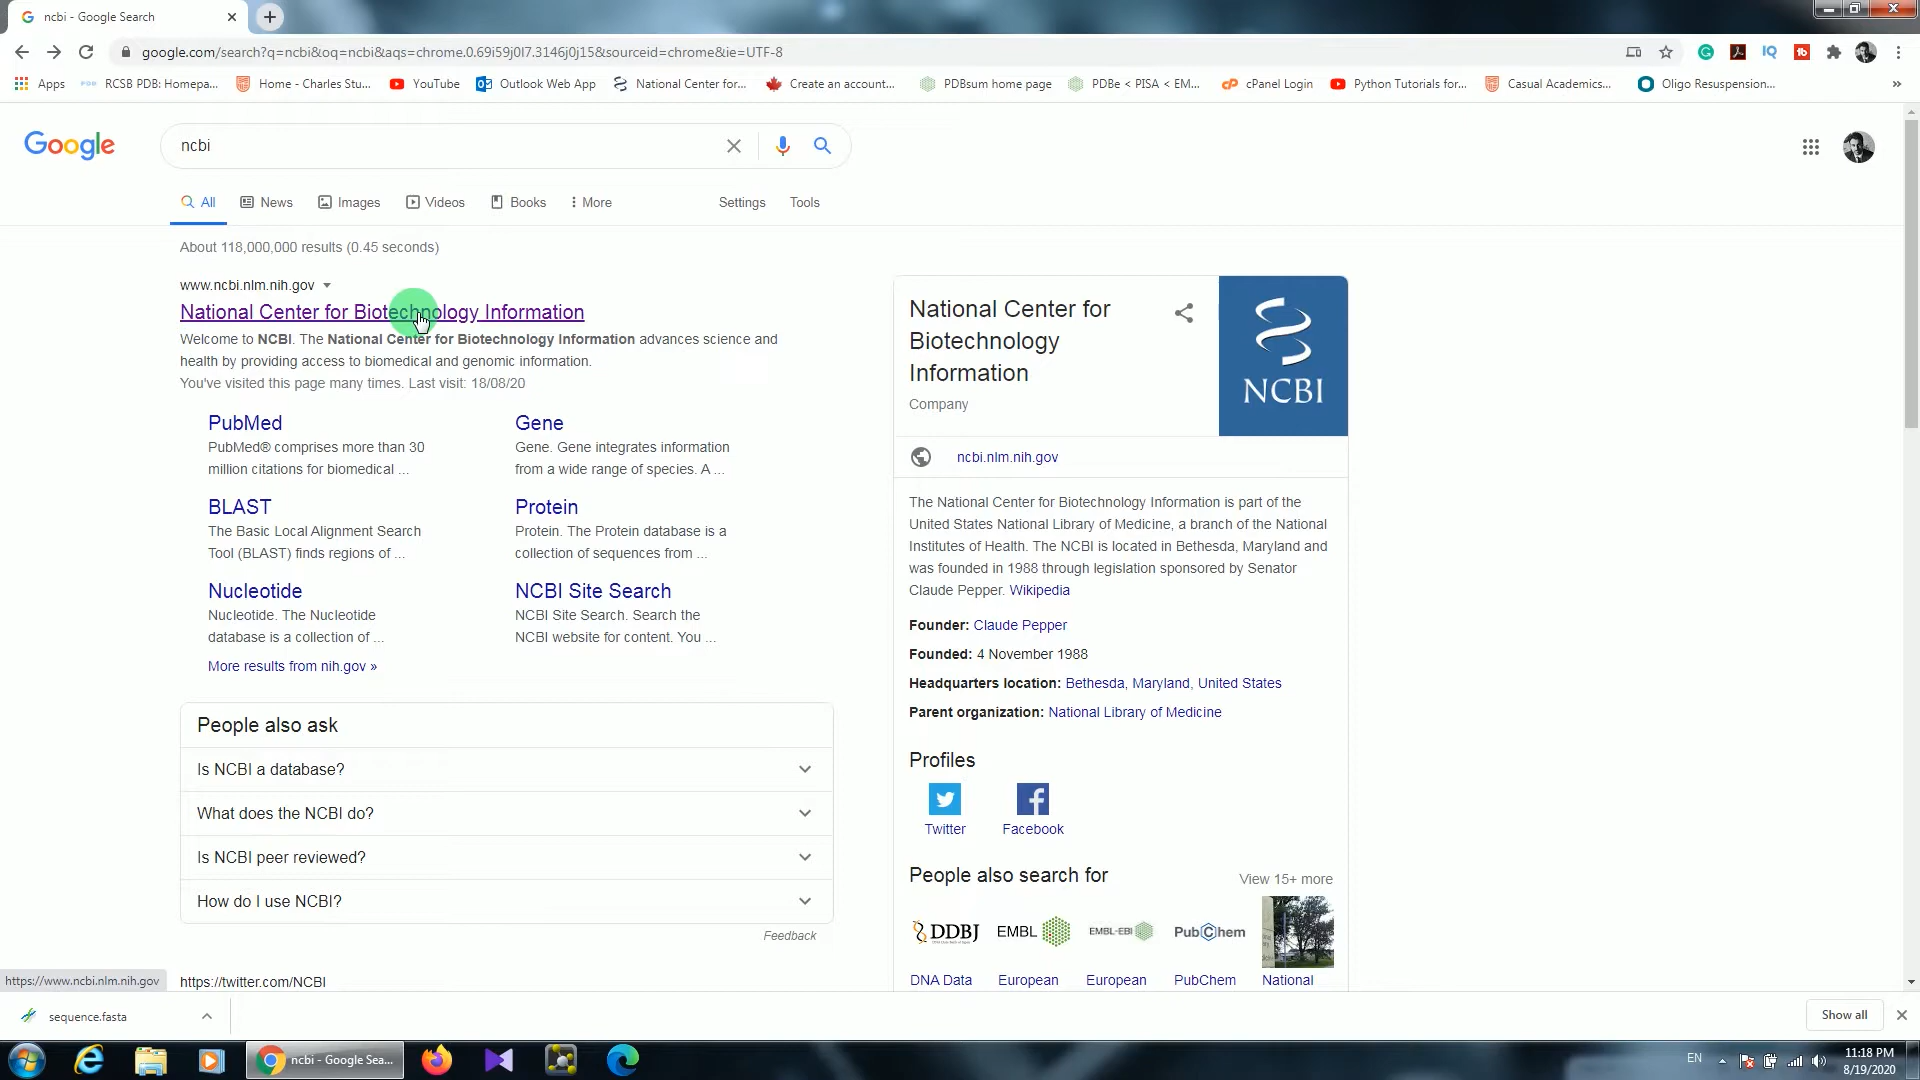 ncbi - Google Search
google.com/search?q=ncbi&oq=ncbi&aqs=chrome.0.69i59j0l7.3146j0j15&sourceid=chrome&ie=UTF-8
Apps RCSB PDB: Homepa... Home - Charles Stu... YouTube Outlook Web App National Center for... Create an account... PDBsum home page PDBe < PISA < EM... cPanel Login Python Tutorials for... Casual Academics... Oligo Resuspension... »
Google
ncbi
All News Images Videos Books More Settings Tools
About 118,000,000 results (0.45 seconds)
www.ncbi.nlm.nih.gov
National Center for Biotechnology Information
Welcome to NCBI. The National Center for Biotechnology Information advances science and
health by providing access to biomedical and genomic information.
You've visited this page many times. Last visit: 18/08/20
PubMed
PubMed® comprises more than 30
million citations for biomedical ...
Gene
Gene. Gene integrates information
from a wide range of species. A ...
BLAST
The Basic Local Alignment Search
Tool (BLAST) finds regions of ...
Protein
Protein. The Protein database is a
collection of sequences from ...
Nucleotide
Nucleotide. The Nucleotide
database is a collection of ...
NCBI Site Search
NCBI Site Search. Search the
NCBI website for content. You ...
More results from nih.gov »
People also ask
Is NCBI a database?
What does the NCBI do?
Is NCBI peer reviewed?
How do I use NCBI?
Feedback
https://twitter.com/NCBI
National Center for
Biotechnology
Information
Company
NCBI
ncbi.nlm.nih.gov
The National Center for Biotechnology Information is part of the
United States National Library of Medicine, a branch of the National
Institutes of Health. The NCBI is located in Bethesda, Maryland and
was founded in 1988 through legislation sponsored by Senator
Claude Pepper. Wikipedia
Founder: Claude Pepper
Founded: 4 November 1988
Headquarters location: Bethesda, Maryland, United States
Parent organization: National Library of Medicine
Profiles
Twitter Facebook
People also search for View 15+ more
DDBJ EMBL EMBL-EBI PubChem
DNA Data European European PubChem National
https://www.ncbi.nlm.nih.gov
sequence.fasta
Show all
ncbi - Google Sea...
EN
11:18 PM
8/19/2020